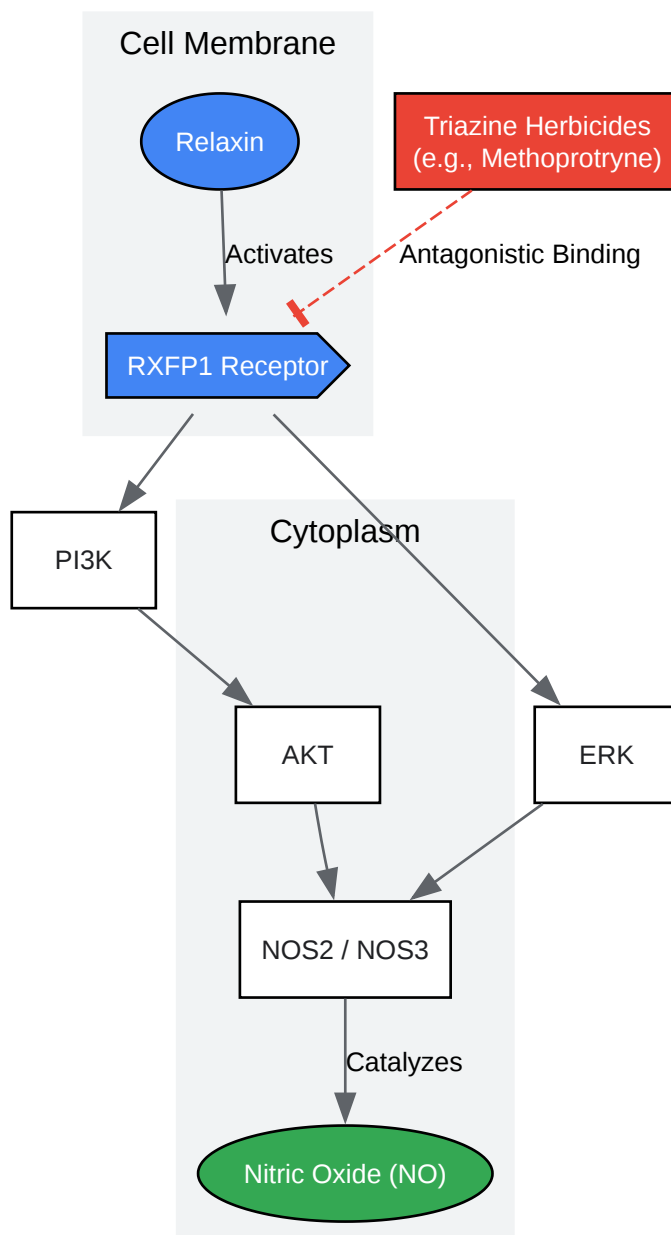 Cell Membrane
Relaxin
Triazine Herbicides
(e.g., Methoprotryne)
Activates
Antagonistic Binding
RXFP1 Receptor
Cytoplasm
PI3K
AKT
ERK
NOS2 / NOS3
Catalyzes
Nitric Oxide (NO)